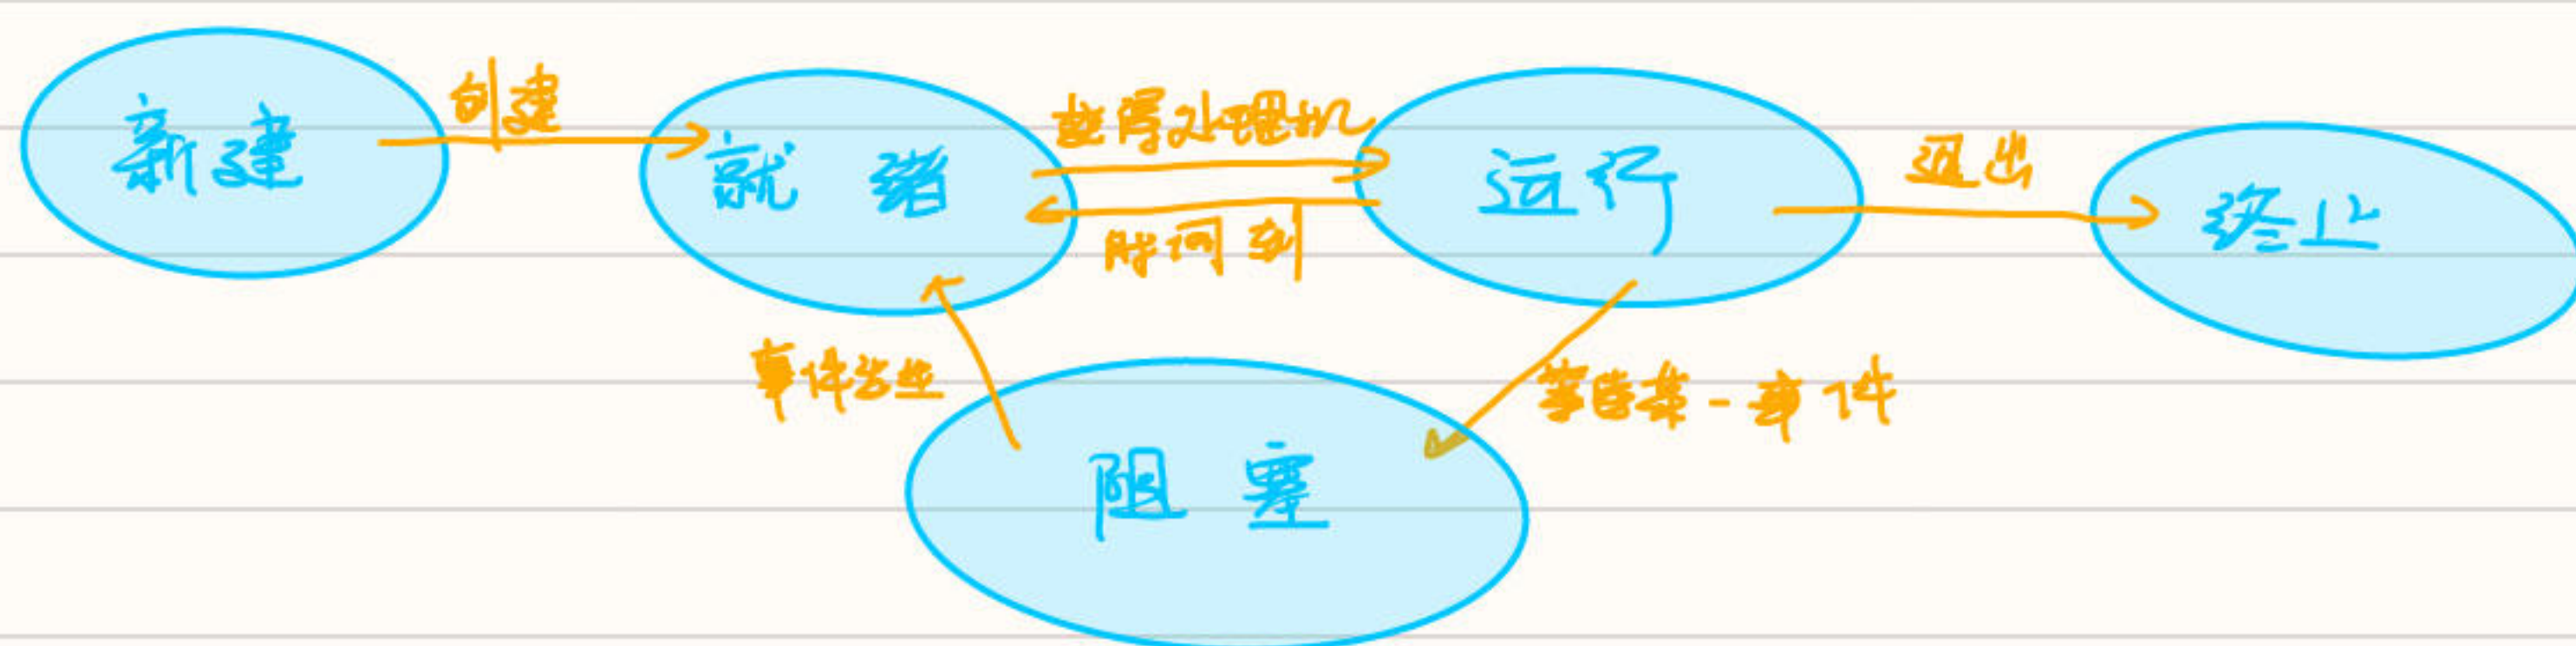 新建
创建
就绪
获得处理机
时间到
运行
退出
终止
事件发生
等待某一事件
阻塞